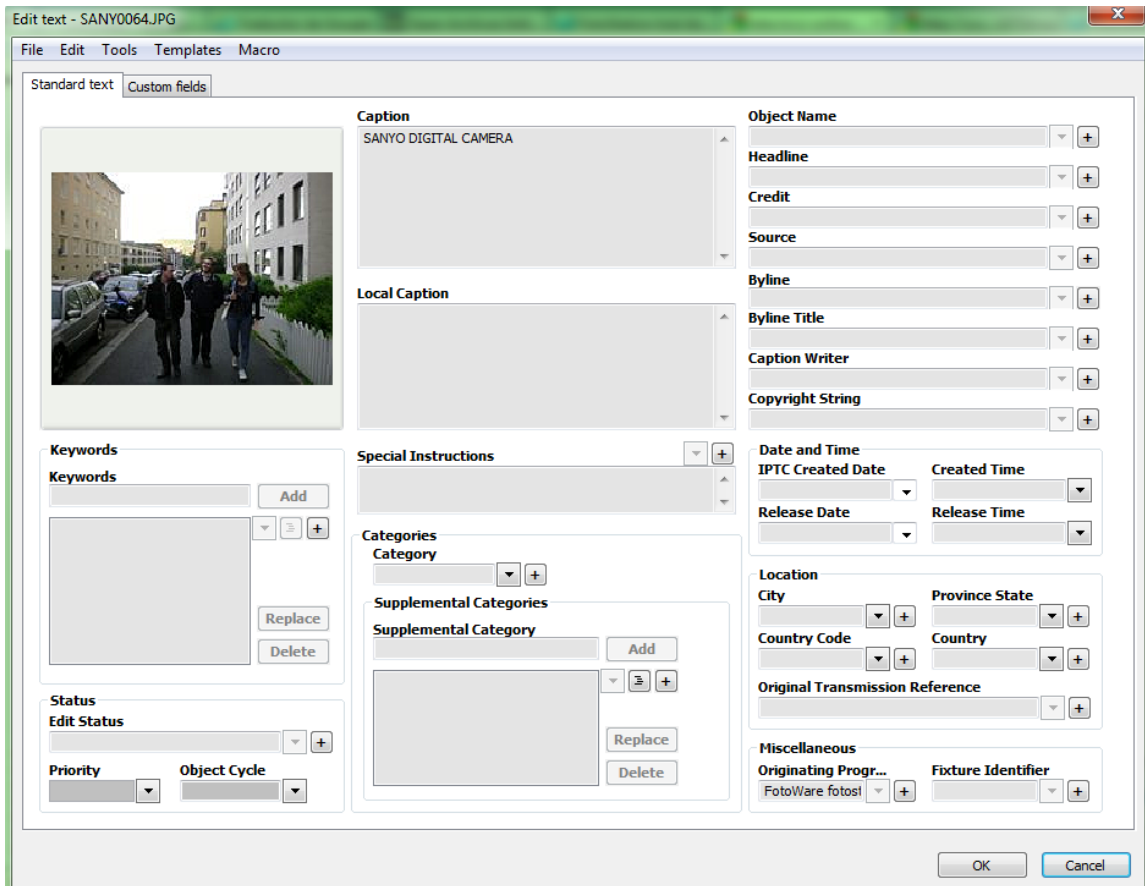 Edit text - SANY0064.JPG
File Edit Tools Templates Macro
Standard text
Custom fields
Caption
SANYO DIGITAL CAMERA
Local Caption
Special Instructions
Keywords
Keywords
Add
Replace
Delete
Status
Edit Status
Priority
Object Cycle
Categories
Category
Supplemental Categories
Supplemental Category
Add
Replace
Delete
Object Name
Headline
Credit
Source
Byline
Byline Title
Caption Writer
Copyright String
Date and Time
IPTC Created Date
Created Time
Release Date
Release Time
Location
City
Province State
Country Code
Country
Original Transmission Reference
Miscellaneous
Originating Progr...
Fixture Identifier
FotoWare fotost
OK
Cancel